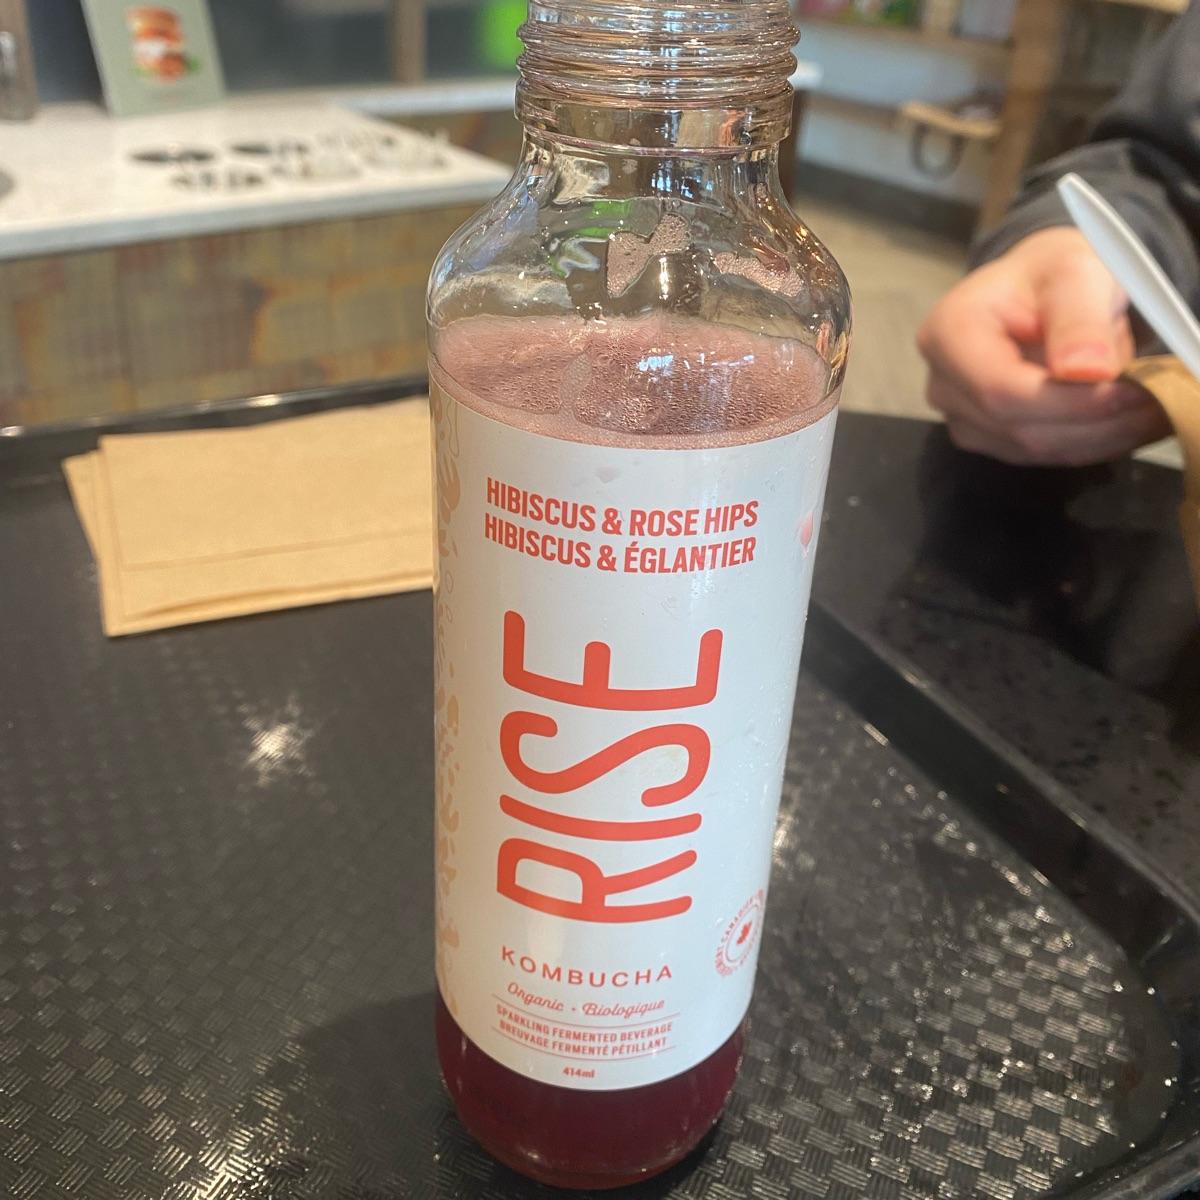 HIBISCUS & ROSE HIPS
HIBISCUS & ÉGLANTIER
RISE
KOMBUCHA
Organic • Biologique
SPARKLING FERMENTED BEVERAGE
BREUVAGE FERMENTÉ PÉTILLANT
414ml